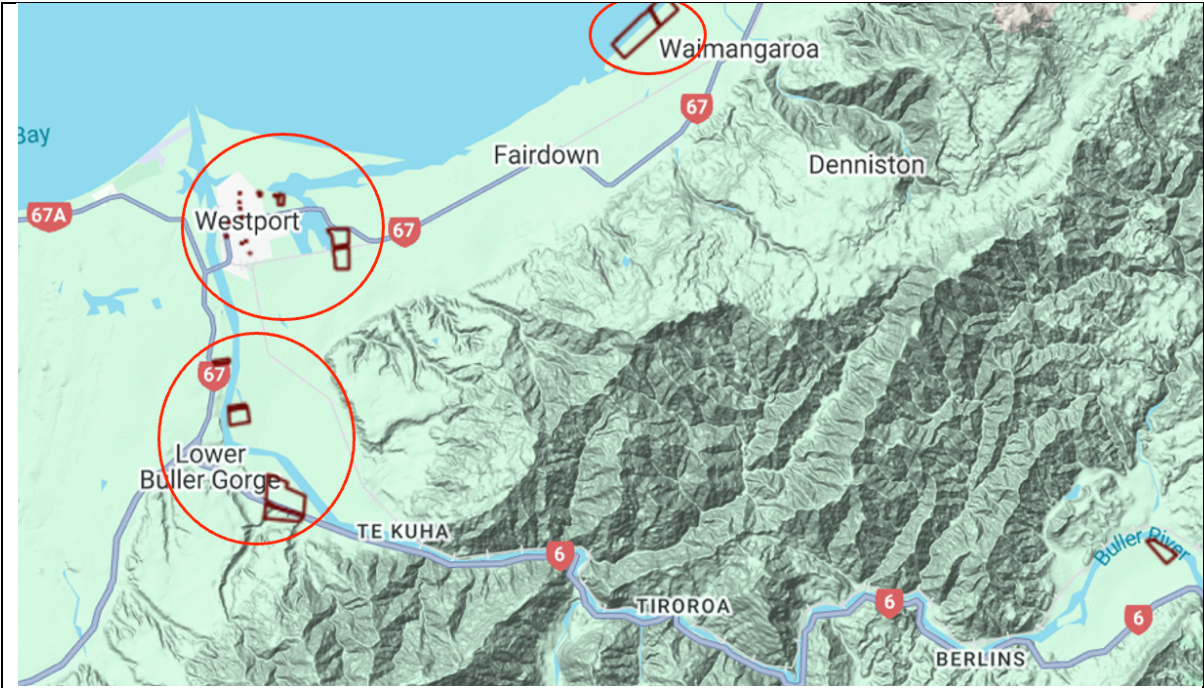 Waimangaroa
67
Bay
Fairdown
Denniston
67A
Westport
67
67
Lower
Buller Gorge
TE KUHA
6
Buller River
TIROROA
6
6
BERLINS